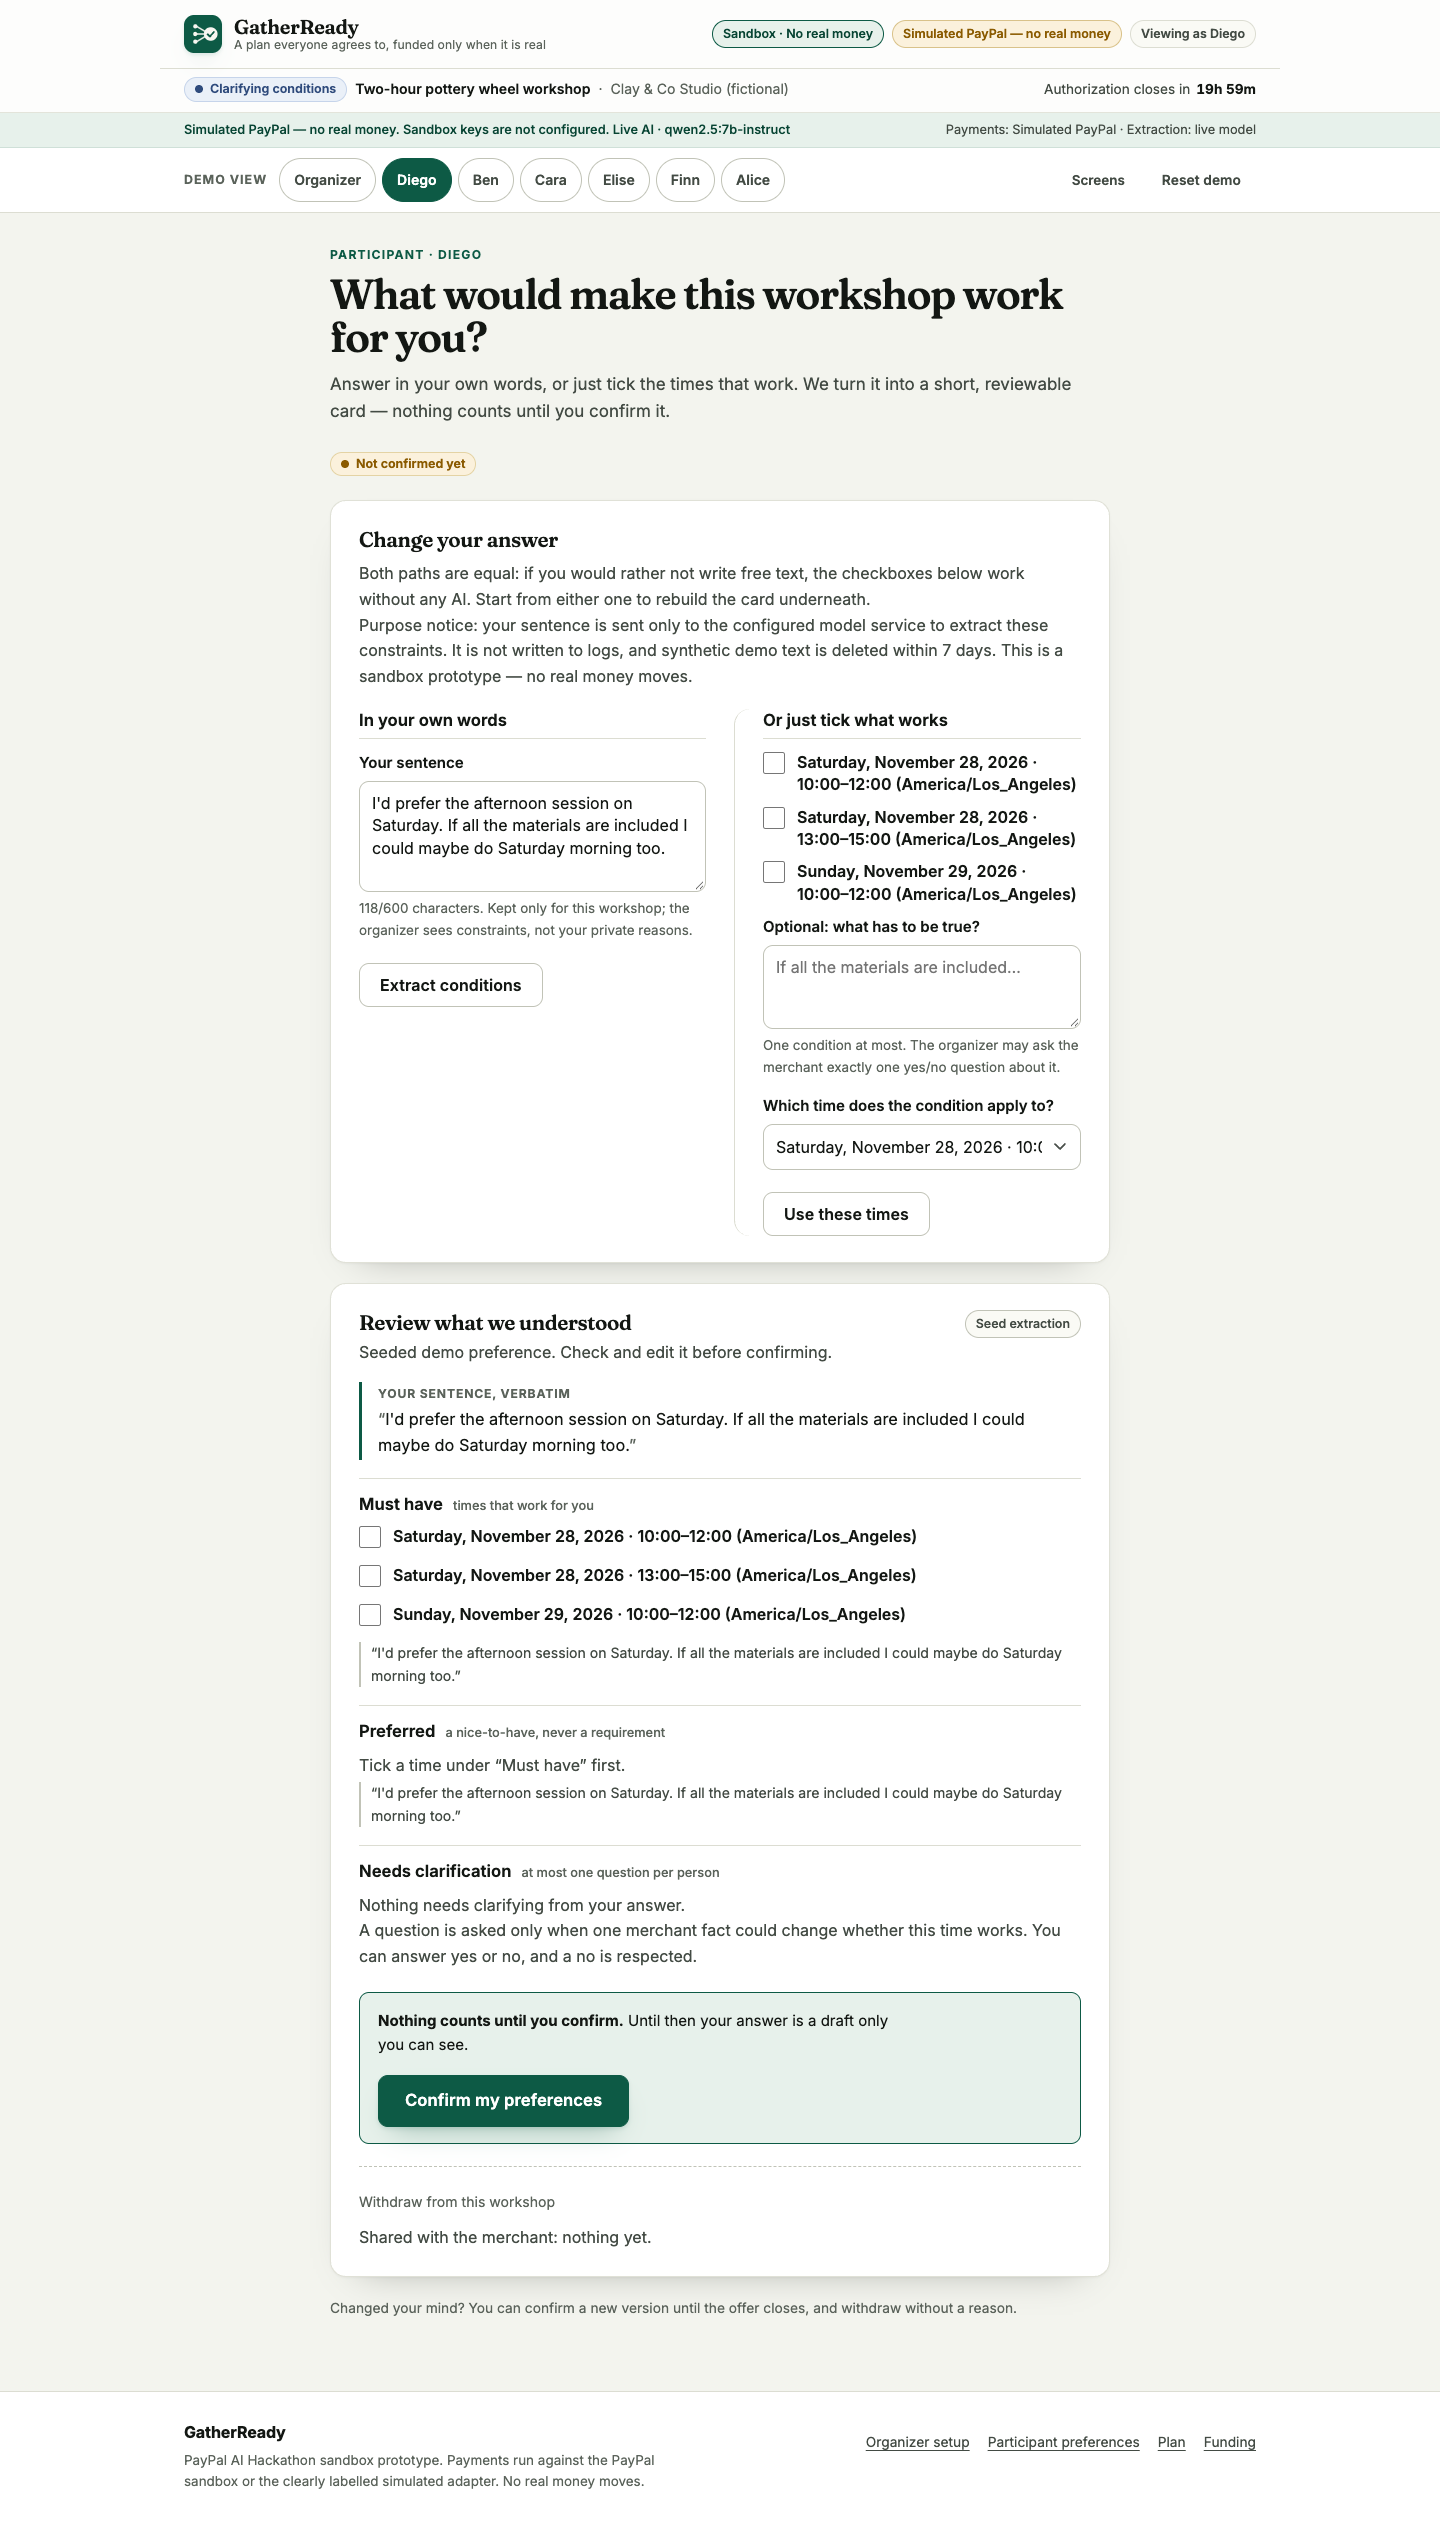 GatherReady
A plan everyone agrees to, funded only when it is real
Sandbox · No real money
Simulated PayPal — no real money
Viewing as Diego
Clarifying conditions
Two-hour pottery wheel workshop · Clay & Co Studio (fictional)
Authorization closes in 19h 59m
Simulated PayPal — no real money. Sandbox keys are not configured. Live AI · qwen2.5:7b-instruct
Payments: Simulated PayPal · Extraction: live model
DEMO VIEW
Organizer
Diego
Ben
Cara
Elise
Finn
Alice
Screens
Reset demo
PARTICIPANT · DIEGO
What would make this workshop work
for you?
Answer in your own words, or just tick the times that work. We turn it into a short, reviewable
card — nothing counts until you confirm it.
Not confirmed yet
Change your answer
Both paths are equal: if you would rather not write free text, the checkboxes below work
without any AI. Start from either one to rebuild the card underneath.
Purpose notice: your sentence is sent only to the configured model service to extract these
constraints. It is not written to logs, and synthetic demo text is deleted within 7 days. This is a
sandbox prototype — no real money moves.
In your own words
Your sentence
I'd prefer the afternoon session on
Saturday. If all the materials are included I
could maybe do Saturday morning too.
118/600 characters. Kept only for this workshop; the
organizer sees constraints, not your private reasons.
Extract conditions
Or just tick what works
Saturday, November 28, 2026 ·
10:00–12:00 (America/Los_Angeles)
Saturday, November 28, 2026 ·
13:00–15:00 (America/Los_Angeles)
Sunday, November 29, 2026 ·
10:00–12:00 (America/Los_Angeles)
Optional: what has to be true?
If all the materials are included…
One condition at most. The organizer may ask the
merchant exactly one yes/no question about it.
Which time does the condition apply to?
Saturday, November 28, 2026 · 10:0
Use these times
Review what we understood
Seed extraction
Seeded demo preference. Check and edit it before confirming.
YOUR SENTENCE, VERBATIM
“I'd prefer the afternoon session on Saturday. If all the materials are included I could
maybe do Saturday morning too.”
Must have times that work for you
Saturday, November 28, 2026 · 10:00–12:00 (America/Los_Angeles)
Saturday, November 28, 2026 · 13:00–15:00 (America/Los_Angeles)
Sunday, November 29, 2026 · 10:00–12:00 (America/Los_Angeles)
“I'd prefer the afternoon session on Saturday. If all the materials are included I could maybe do Saturday
morning too.”
Preferred a nice-to-have, never a requirement
Tick a time under “Must have” first.
“I'd prefer the afternoon session on Saturday. If all the materials are included I could maybe do Saturday
morning too.”
Needs clarification at most one question per person
Nothing needs clarifying from your answer.
A question is asked only when one merchant fact could change whether this time works. You
can answer yes or no, and a no is respected.
Nothing counts until you confirm. Until then your answer is a draft only
you can see.
Confirm my preferences
Withdraw from this workshop
Shared with the merchant: nothing yet.
Changed your mind? You can confirm a new version until the offer closes, and withdraw without a reason.
GatherReady
PayPal AI Hackathon sandbox prototype. Payments run against the PayPal
sandbox or the clearly labelled simulated adapter. No real money moves.
Organizer setup
Participant preferences
Plan
Funding